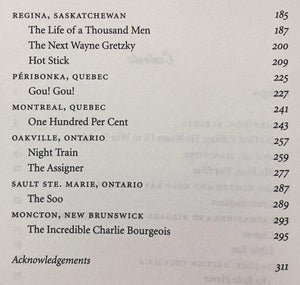 REGINA, SASKATCHEWAN 185
The Life of a Thousand Men 187
The Next Wayne Gretzky 200
Hot Stick 209
PÉRIBONKA, QUEBEC 225
Gou! Gou! 227
MONTREAL, QUEBEC 241
One Hundred Per Cent 243
OAKVILLE, ONTARIO 257
Night Train 259
The Assigner 277
SAULT STE. MARIE, ONTARIO 287
The Soo 289
MONCTON, NEW BRUNSWICK 293
The Incredible Charlie Bourgeois 295
Acknowledgements 311